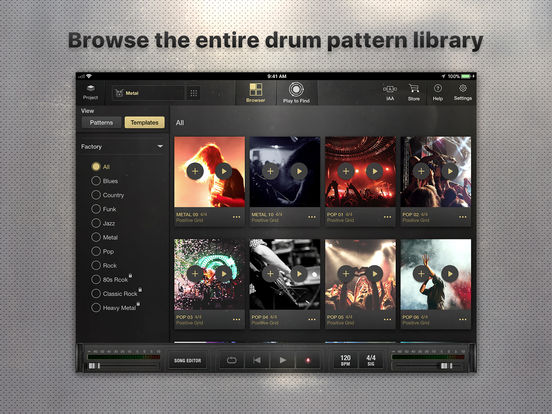 Browse the entire drum pattern library
9:41 AM
100%
Project
Metal
Browser
Play to Find
IAA
Store
Help
Settings
View
Patterns
Templates
Factory
All
Blues
Country
Funk
Jazz
Metal
Pop
Rock
80s Rcok
Classic Rock
Heavy Metal
All
METAL 09 4/4
Positive Grid
METAL 10 4/4
Positive Grid
POP 01 4/4
Positive Grid
POP 02 4/4
Positive Grid
POP 03 4/4
Positive Grid
POP 04 4/4
Positive Grid
POP 05 4/4
Positive Grid
POP 06 4/4
Positive Grid
SONG EDITOR
120
BPM
4/4
SIG